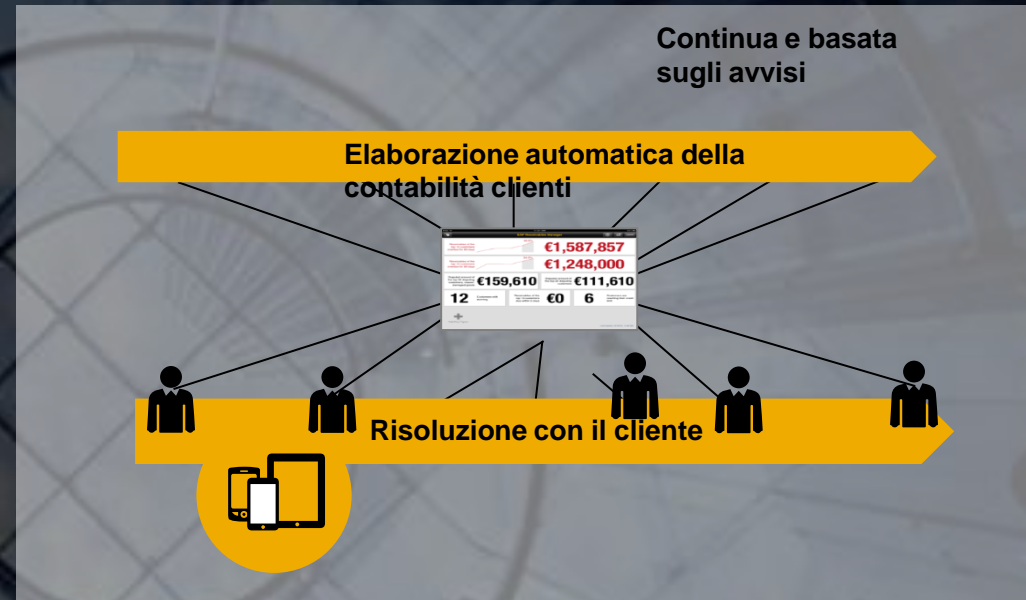 Continua e basata
sugli avvisi
Elaborazione automatica della
contabilità clienti
€1,587,857
€1,248,000
€159,610
€111,610
12
€0
6
Risoluzione con il cliente